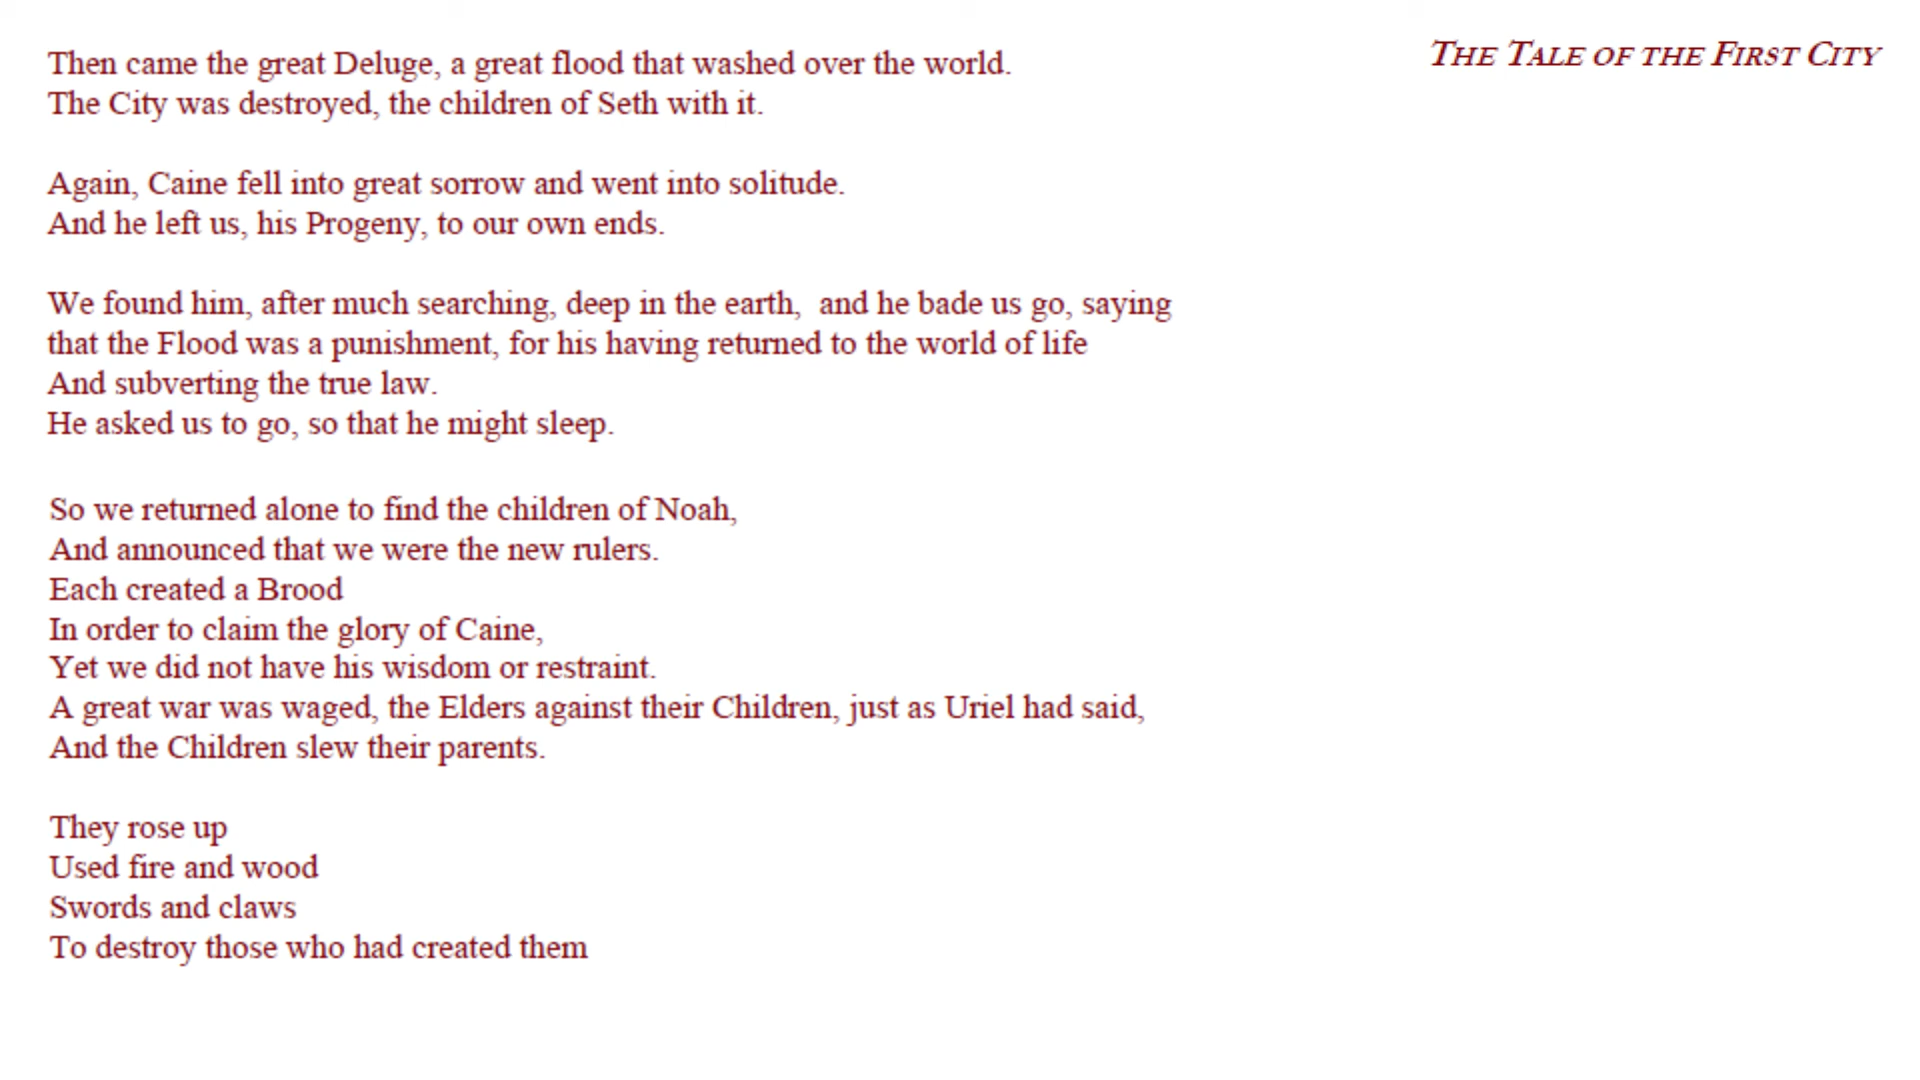 THE TALE OF THE FIRST CITY
Then came the great Deluge, a great flood that washed over the world.
The City was destroyed, the children of Seth with it.
Again, Caine fell into great sorrow and went into solitude.
And he left us, his Progeny, to our own ends.
We found him, after much searching, deep in the earth,  and he bade us go, saying
that the Flood was a punishment, for his having returned to the world of life
And subverting the true law.
He asked us to go, so that he might sleep.
So we returned alone to find the children of Noah,
And announced that we were the new rulers.
Each created a Brood
In order to claim the glory of Caine,
Yet we did not have his wisdom or restraint.
A great war was waged, the Elders against their Children, just as Uriel had said,
And the Children slew their parents.
They rose up
Used fire and wood
Swords and claws
To destroy those who had created them